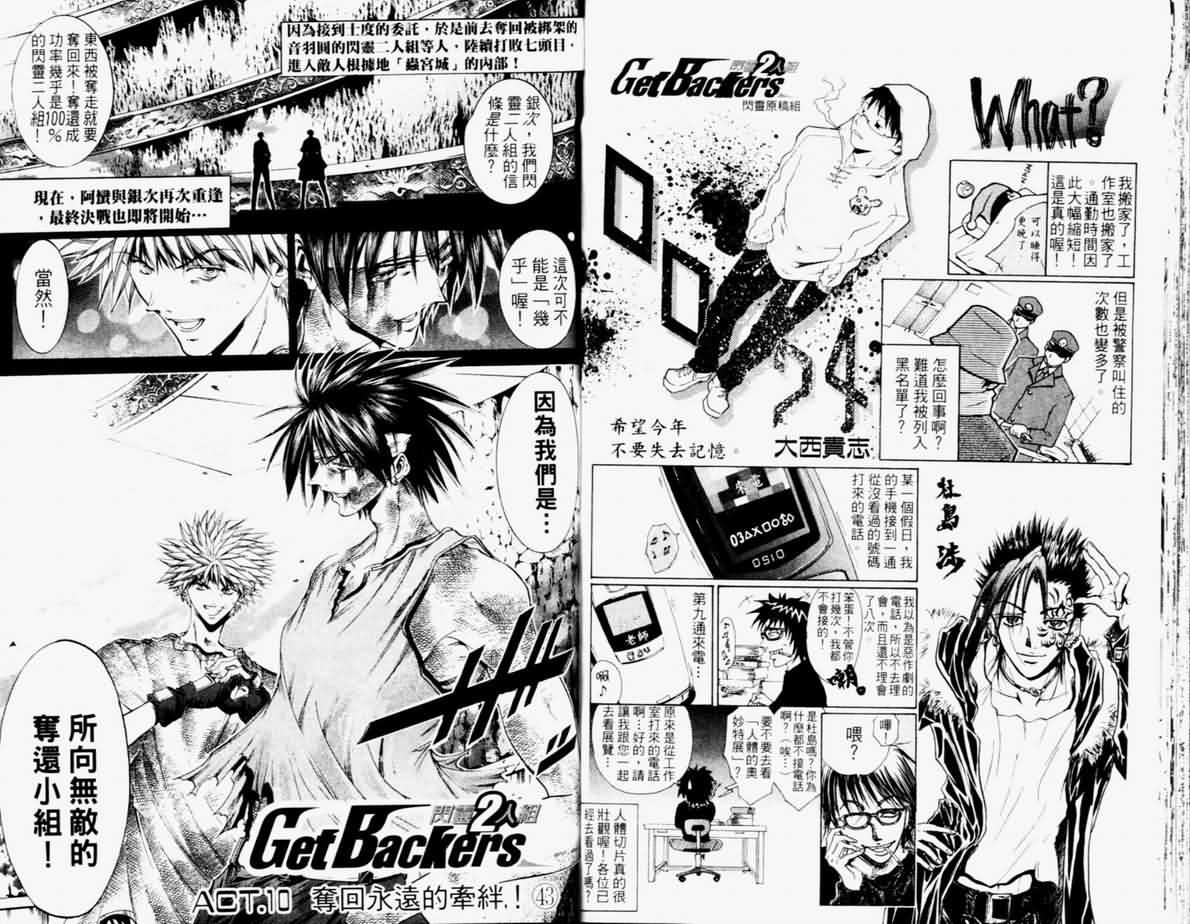 What?
GetBackers
閃靈2人組
閃靈原稿組
希望今年
不要失去記憶。
大西貴志
我搬家了,工
作室也搬家了
。通勤時間因
此大幅縮短!
這是真的喔!
可以睡得
更晚了
但是被警察叫住的
次數也變多了。
怎麼回事啊?
難道我被列入
黑名單了?
杜島 涉
某一個假日,我
的手機接到一通
從沒看過的號碼
打來的電話。
03△X□○80
我以為是惡作劇的
電話,所以不去理
會,而且還不理會
了八次
笨蛋!不管你
打幾次,我都
不會接的!
第九通來電…
老師
嗶
喂?
是杜島嗎?你為
什麼都不接電話
啊?(唉…)
要不要去看
「人體的奧
妙特展」?
原來是從工作
室打來的電話
啊…好的,請
讓我跟您一起
去看展覽…
人體切片真的很
壯觀喔!各位已
經去看過了嗎?
因為接到士度的委託,於是前去奪回被綁架的
音羽圓的閃靈二人組等人,陸續打敗七頭目,
進入敵人根據地「蟲宮城」的內部!
銀次,我們閃
靈二人組的信
條是什麼?
東西被奪走就要
奪回來!奪還成
功率幾乎是100%
的閃靈二人組!
現在,阿蠻與銀次再次重逢
,最終決戰也即將開始…
這次可不
能是「幾
乎」喔!
當然!
因為我們是…
所向無敵的
奪還小組!
閃靈2人組
GetBackers
ACT.10 奪回永遠的牽絆!㊸